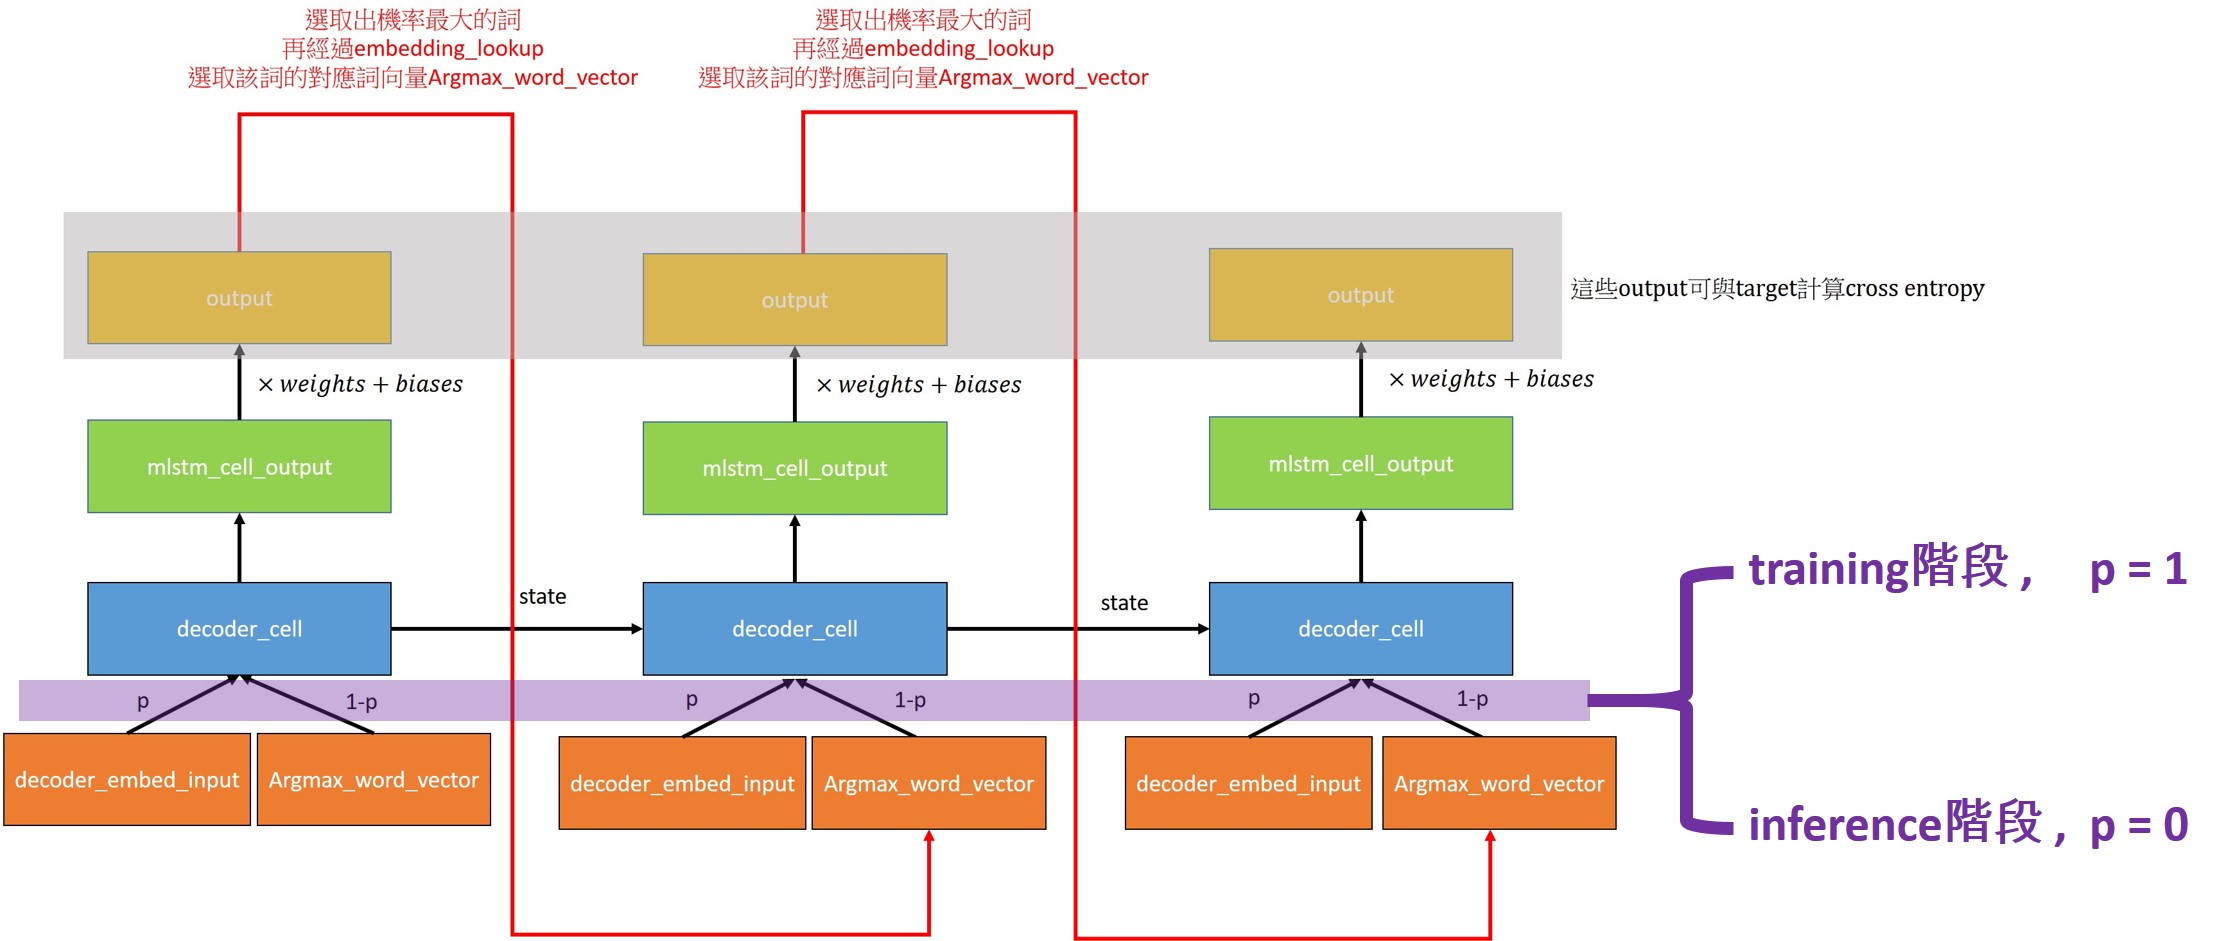 選取出機率最大的詞
再經過embedding_lookup
選取該詞的對應詞向量Argmax_word_vector
選取出機率最大的詞
再經過embedding_lookup
選取該詞的對應詞向量Argmax_word_vector
output
output
output
這些output可與target計算cross entropy
× weights + biases
× weights + biases
× weights + biases
mlstm_cell_output
mlstm_cell_output
mlstm_cell_output
training階段, p = 1
state
state
decoder_cell
decoder_cell
decoder_cell
p
1-p
p
1-p
p
1-p
decoder_embed_input
Argmax_word_vector
decoder_embed_input
Argmax_word_vector
decoder_embed_input
Argmax_word_vector
inference階段, p = 0